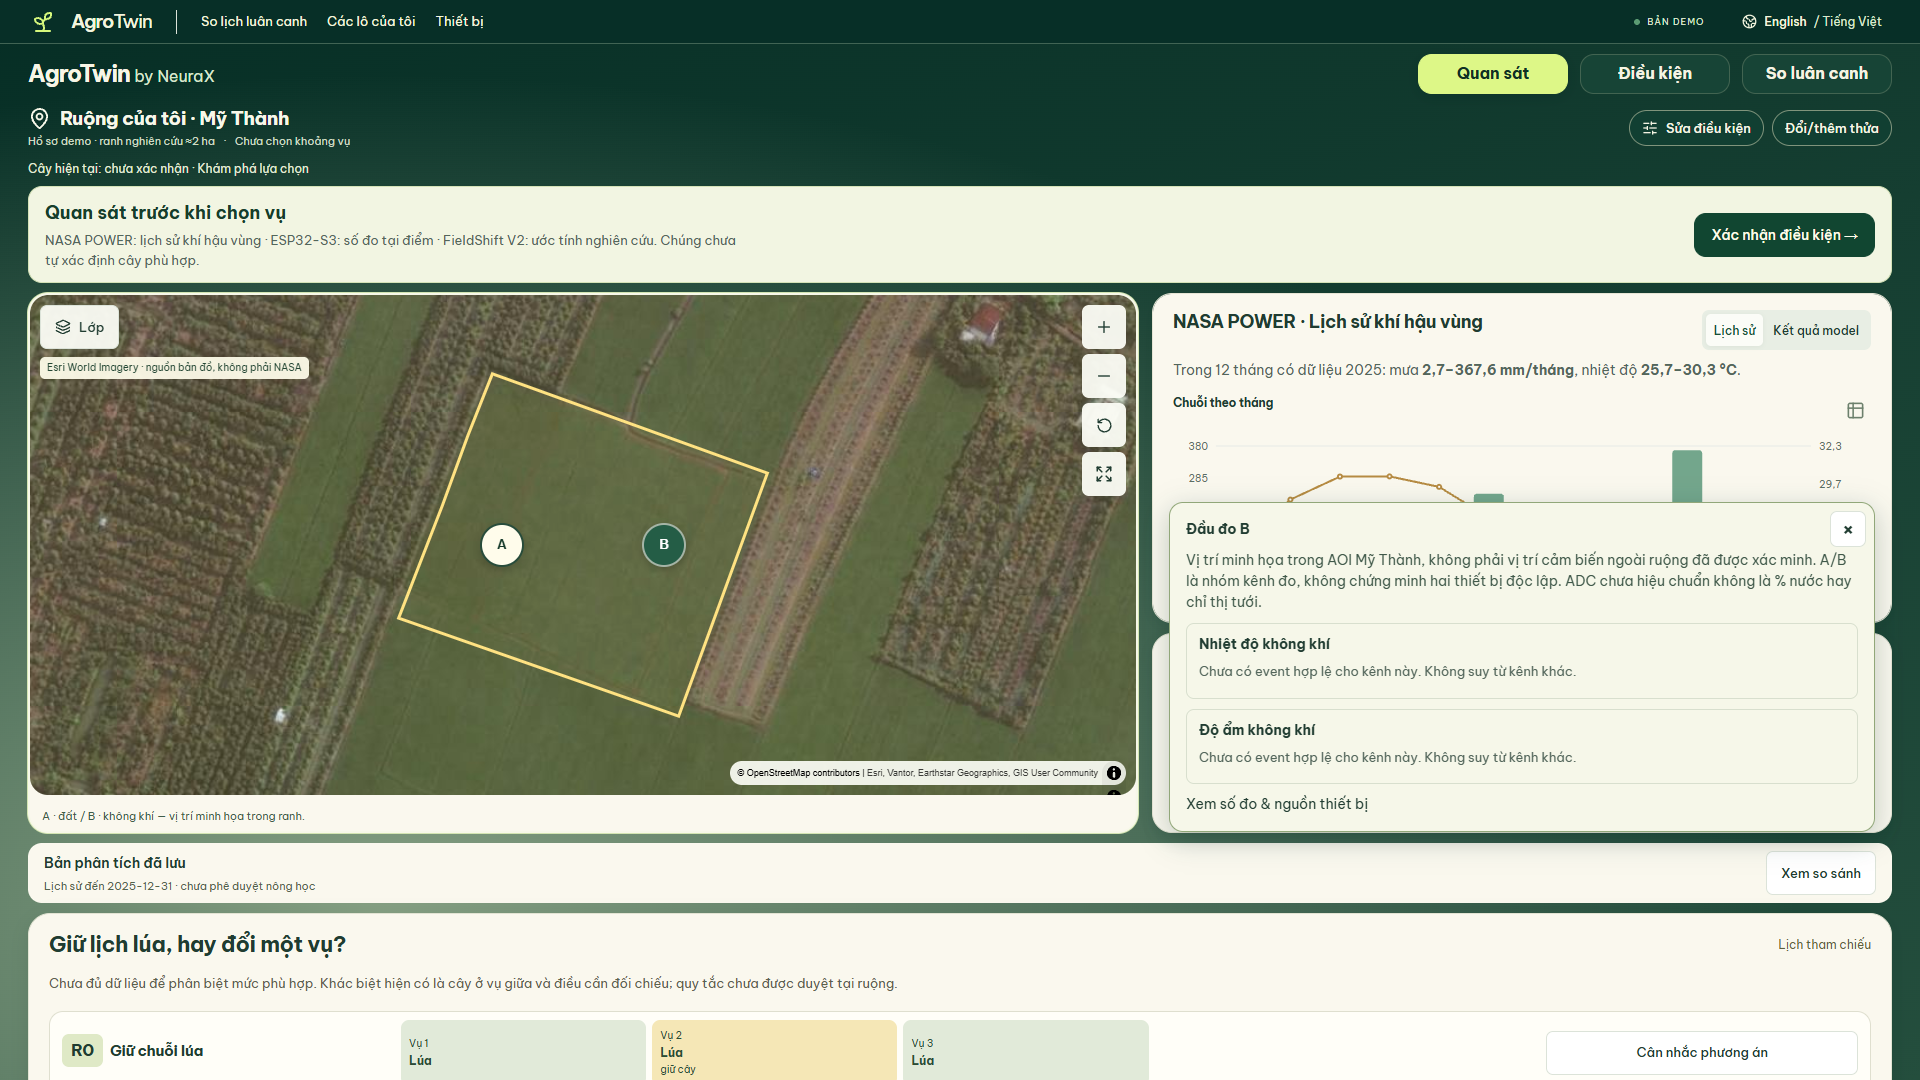 AgroTwin
So lịch luân canh
Các lô của tôi
Thiết bị
BẢN DEMO
English / Tiếng Việt
AgroTwin by NeuraX
Quan sát
Điều kiện
So luân canh
Ruộng của tôi · Mỹ Thành
Hồ sơ demo · ranh nghiên cứu ≈2 ha · Chưa chọn khoảng vụ
Sửa điều kiện
Đổi/thêm thửa
Cây hiện tại: chưa xác nhận · Khám phá lựa chọn
Quan sát trước khi chọn vụ
NASA POWER: lịch sử khí hậu vùng · ESP32-S3: số đo tại điểm · FieldShift V2: ước tính nghiên cứu. Chúng chưa
tự xác định cây phù hợp.
Xác nhận điều kiện →
Lớp
Esri World Imagery · nguồn bản đồ, không phải NASA
A
B
© OpenStreetMap contributors | Esri, Vantor, Earthstar Geographics, GIS User Community
A · đất / B · không khí — vị trí minh họa trong ranh.
NASA POWER · Lịch sử khí hậu vùng
Lịch sử
Kết quả model
Trong 12 tháng có dữ liệu 2025: mưa 2,7–367,6 mm/tháng, nhiệt độ 25,7–30,3 °C.
Chuỗi theo tháng
380
32,3
285
29,7
Đầu đo B
×
Vị trí minh họa trong AOI Mỹ Thành, không phải vị trí cảm biến ngoài ruộng đã được xác minh. A/B
là nhóm kênh đo, không chứng minh hai thiết bị độc lập. ADC chưa hiệu chuẩn không là % nước hay
chỉ thị tưới.
Nhiệt độ không khí
Chưa có event hợp lệ cho kênh này. Không suy từ kênh khác.
Độ ẩm không khí
Chưa có event hợp lệ cho kênh này. Không suy từ kênh khác.
Xem số đo & nguồn thiết bị
Bản phân tích đã lưu
Lịch sử đến 2025-12-31 · chưa phê duyệt nông học
Xem so sánh
Giữ lịch lúa, hay đổi một vụ?
Lịch tham chiếu
Chưa đủ dữ liệu để phân biệt mức phù hợp. Khác biệt hiện có là cây ở vụ giữa và điều cần đối chiếu; quy tắc chưa được duyệt tại ruộng.
R0
Giữ chuỗi lúa
Vụ 1
Lúa
Vụ 2
Lúa
giữ cây
Vụ 3
Lúa
Cân nhắc phương án